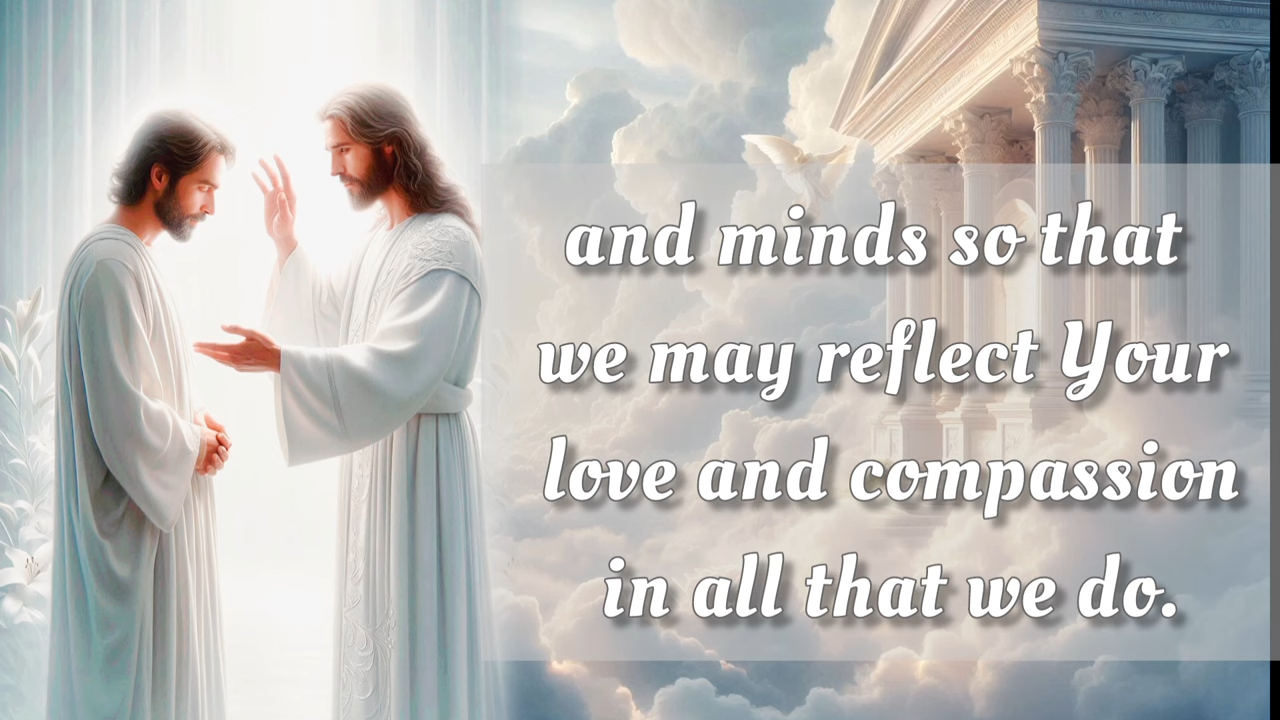 and minds so that
we may reflect Your
love and compassion
in all that we do.